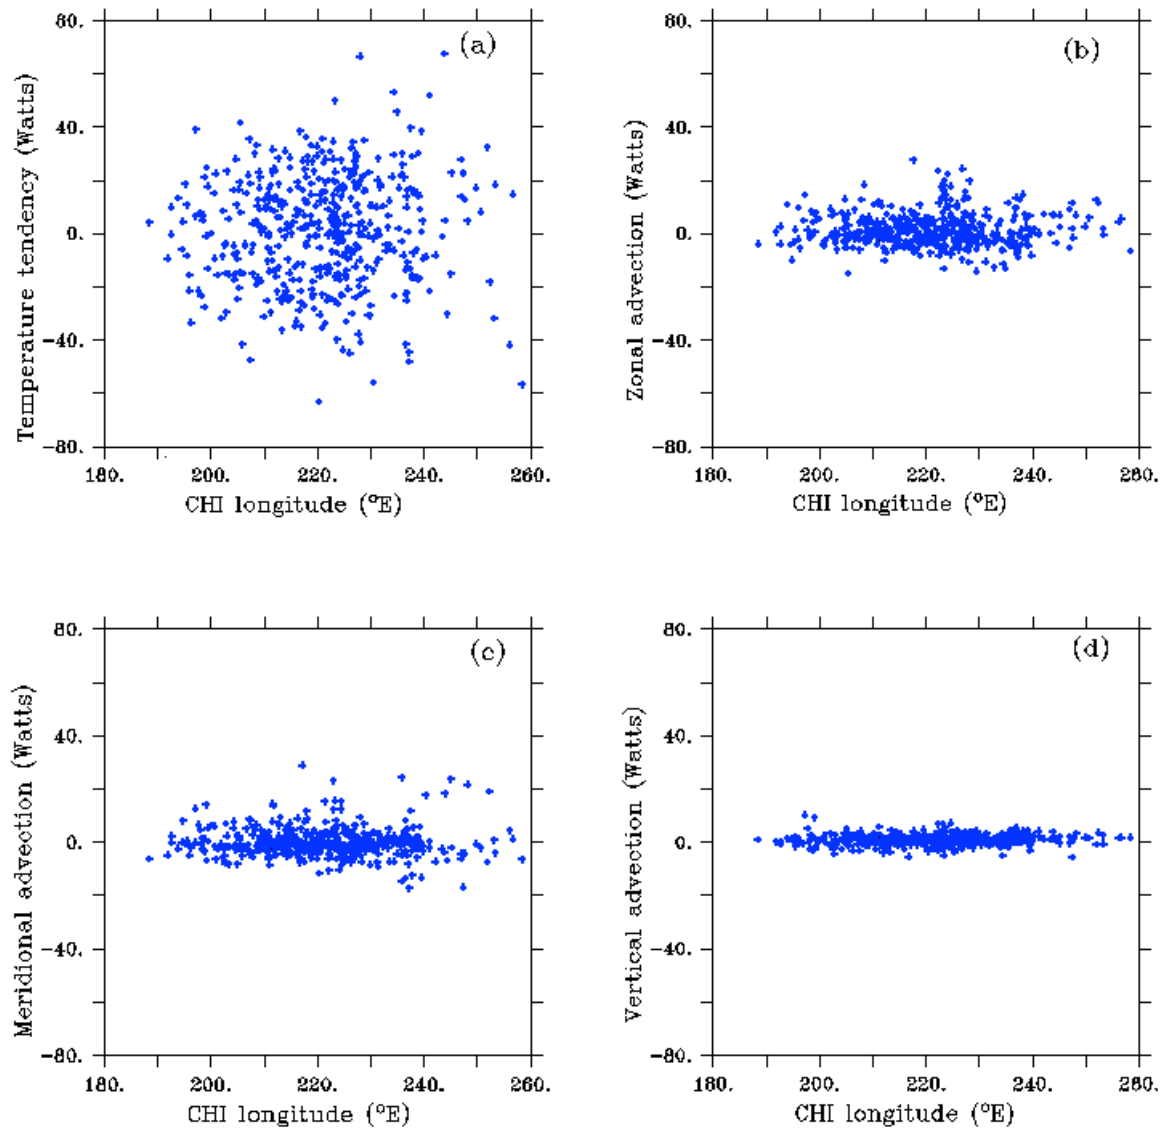 (a)
Temperature tendency (Watts)
80.
40.
0.
-40.
-80.
180. 200. 220. 240. 260.
CHI longitude (°E)
(b)
Zonal advection (Watts)
80.
40.
0.
-40.
-80.
180. 200. 220. 240. 260.
CHI longitude (°E)
(c)
Meridional advection (Watts)
80.
40.
0.
-40.
-80.
180. 200. 220. 240. 260.
CHI longitude (°E)
(d)
Vertical advection (Watts)
80.
40.
0.
-40.
-80.
180. 200. 220. 240. 260.
CHI longitude (°E)